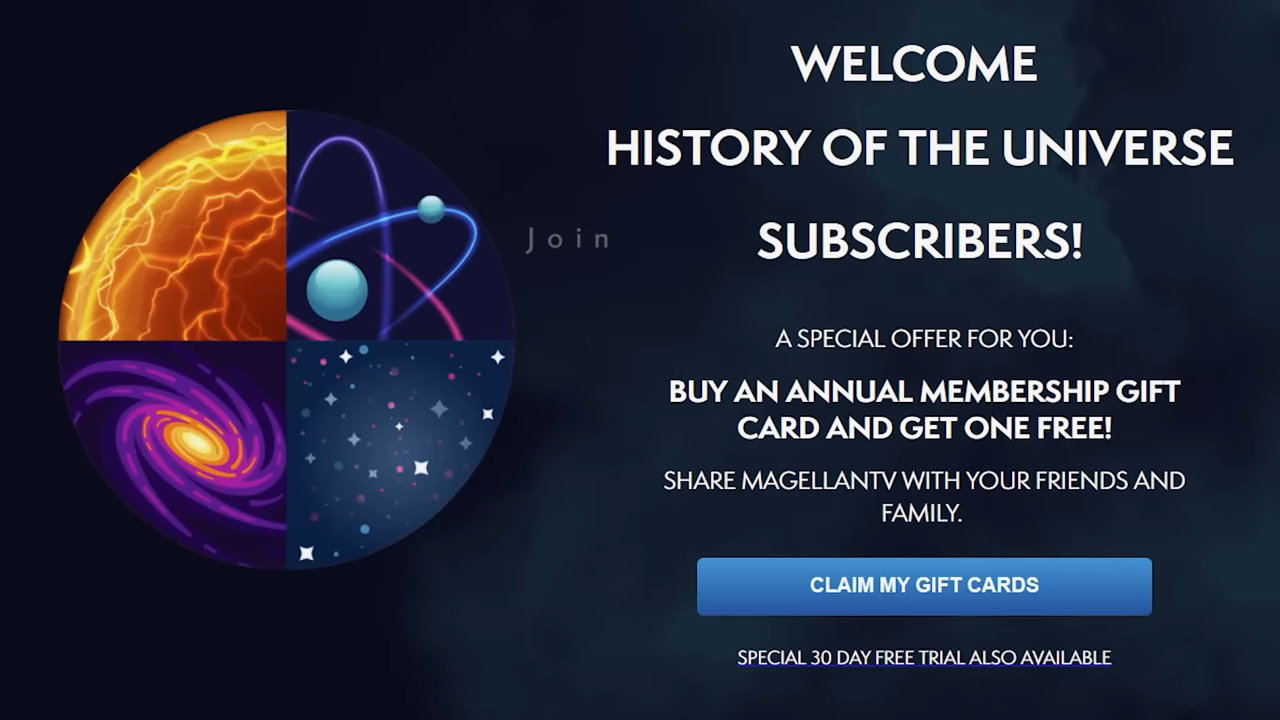 WELCOME
HISTORY OF THE UNIVERSE
Join
SUBSCRIBERS!
A SPECIAL OFFER FOR YOU:
BUY AN ANNUAL MEMBERSHIP GIFT
CARD AND GET ONE FREE!
SHARE MAGELLANTV WITH YOUR FRIENDS AND
FAMILY.
CLAIM MY GIFT CARDS
SPECIAL 30 DAY FREE TRIAL ALSO AVAILABLE